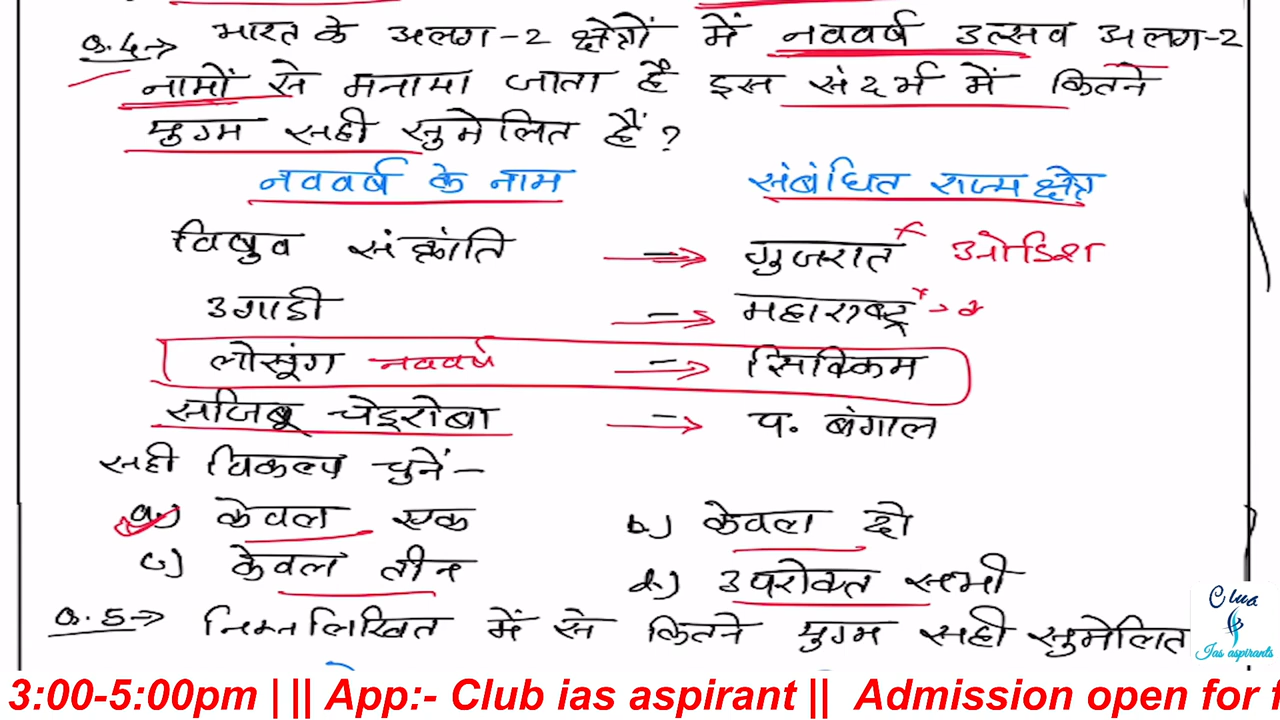 Q.4→ भारत के अलग-2 क्षेत्रों में नववर्ष उत्सव अलग-2
नामों से मनाया जाता है इस संदर्भ में कितने
युग्म सही सुमेलित हैं?
नववर्ष के नाम संबंधित राज्य क्षेत्र
विषुव संक्रांति – गुजरात × ओडिशा
उगाडी – महाराष्ट्र ×
लोसूंग नववर्ष – सिक्किम
सजिबू चेइरोबा – प. बंगाल
सही विकल्प चुनें–
a) केवल एक b) केवल दो
c) केवल तीन d) उपरोक्त सभी
Q.5→ निम्नलिखित में से कितने युग्म सही सुमेलित
Club
Ias aspirants
3:00-5:00pm | || App:- Club ias aspirant || Admission open for f